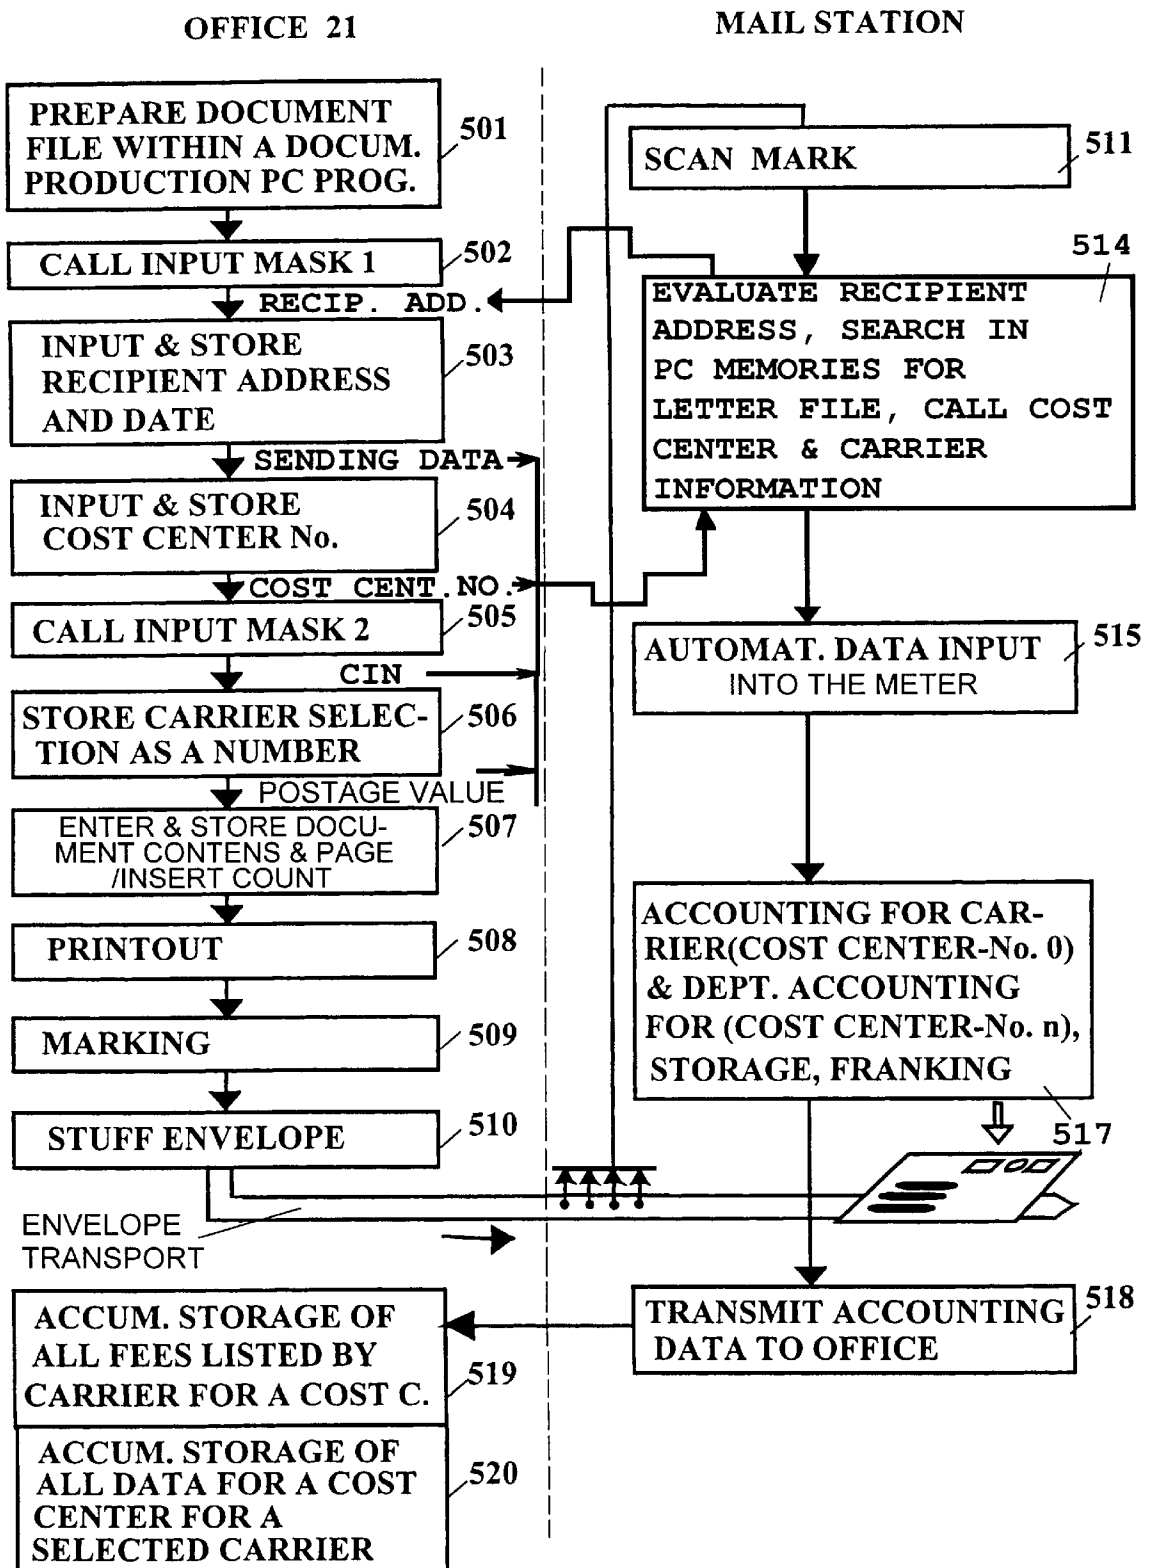 OFFICE 21
PREPARE DOCUMENT
FILE WITHIN A DOCUM.
PRODUCTION PC PROG.
501
CALL INPUT MASK 1
502
RECIP. ADD.
INPUT & STORE
RECIPIENT ADDRESS
AND DATE
503
SENDING DATA
INPUT & STORE
COST CENTER No.
504
COST CENT.NO.
CALL INPUT MASK 2
505
CIN
STORE CARRIER SELEC-
TION AS A NUMBER
506
POSTAGE VALUE
ENTER & STORE DOCU-
MENT CONTENS & PAGE
/INSERT COUNT
507
PRINTOUT
508
MARKING
509
STUFF ENVELOPE
510
ENVELOPE
TRANSPORT
ACCUM. STORAGE OF
ALL FEES LISTED BY
CARRIER FOR A COST C.
519
ACCUM. STORAGE OF
ALL DATA FOR A COST
CENTER FOR A
SELECTED CARRIER
520
MAIL STATION
SCAN MARK
511
514
EVALUATE RECIPIENT
ADDRESS, SEARCH IN
PC MEMORIES FOR
LETTER FILE, CALL COST
CENTER & CARRIER
INFORMATION
AUTOMAT. DATA INPUT
INTO THE METER
515
ACCOUNTING FOR CAR-
RIER(COST CENTER-No. 0)
& DEPT. ACCOUNTING
FOR (COST CENTER-No. n),
STORAGE, FRANKING
517
TRANSMIT ACCOUNTING
DATA TO OFFICE
518